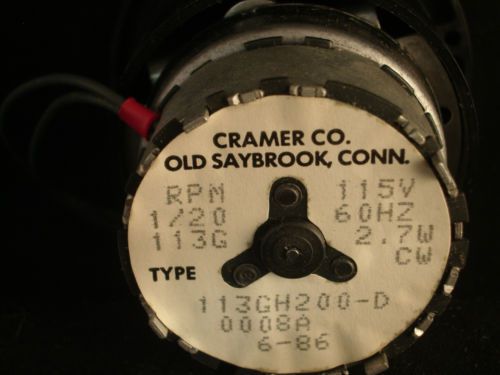 CRAMER CO.
OLD SAYBROOK, CONN.
RPM 115V
1/20 60HZ
113G 2.7W
CW
TYPE
113GH200-D
0008A
6-86